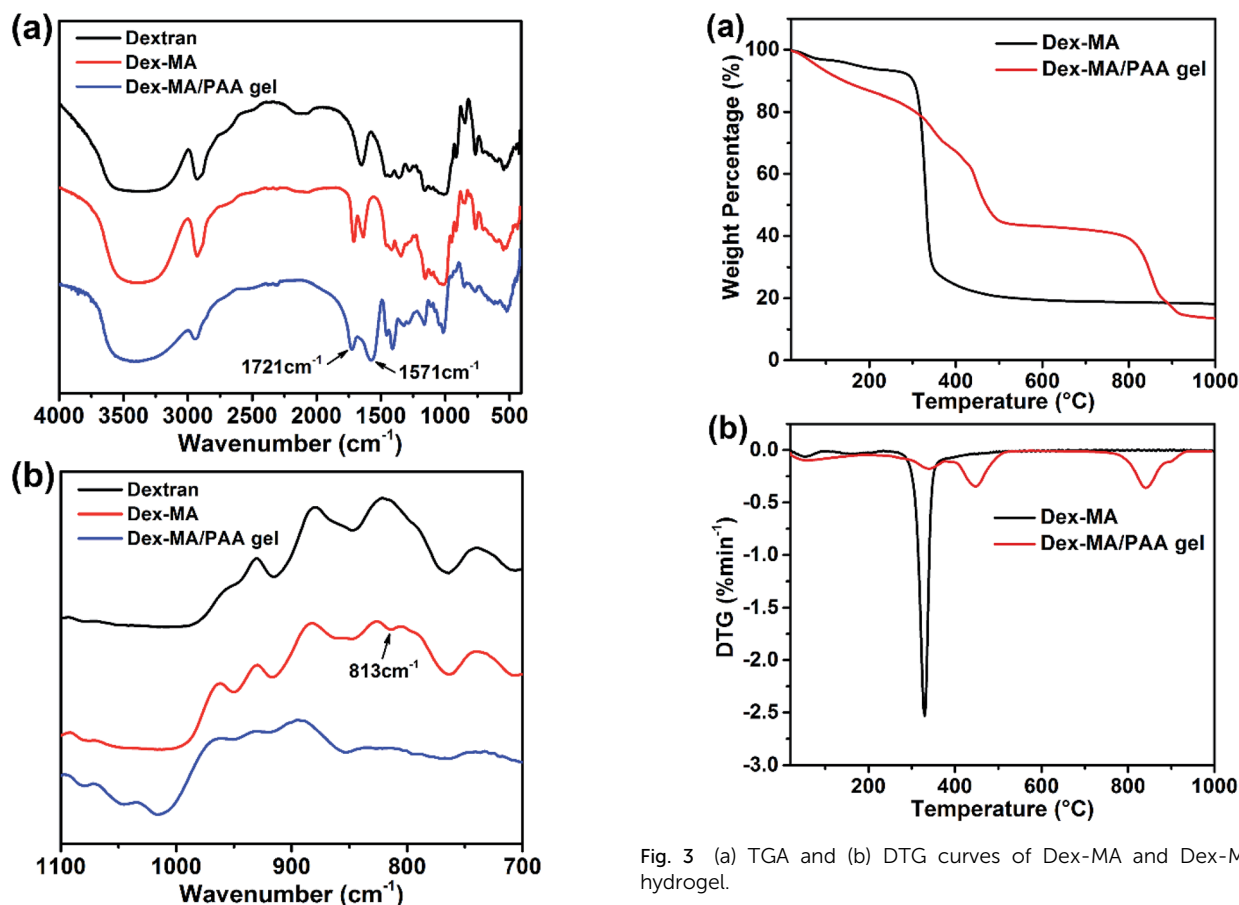 (a)
Dextran
Dex-MA
Dex-MA/PAA gel
1721cm⁻¹
1571cm⁻¹
4000 3500 3000 2500 2000 1500 1000 500
Wavenumber (cm⁻¹)
(b)
Dextran
Dex-MA
Dex-MA/PAA gel
813cm⁻¹
1100 1000 900 800 700
Wavenumber (cm⁻¹)
(a)
Dex-MA
Dex-MA/PAA gel
Weight Percentage (%)
100
80
60
40
20
0
200 400 600 800 1000
Temperature (°C)
(b)
Dex-MA
Dex-MA/PAA gel
DTG (%min⁻¹)
0.0
-0.5
-1.0
-1.5
-2.0
-2.5
-3.0
200 400 600 800 1000
Temperature (°C)
Fig. 3 (a) TGA and (b) DTG curves of Dex-MA and Dex-M
hydrogel.